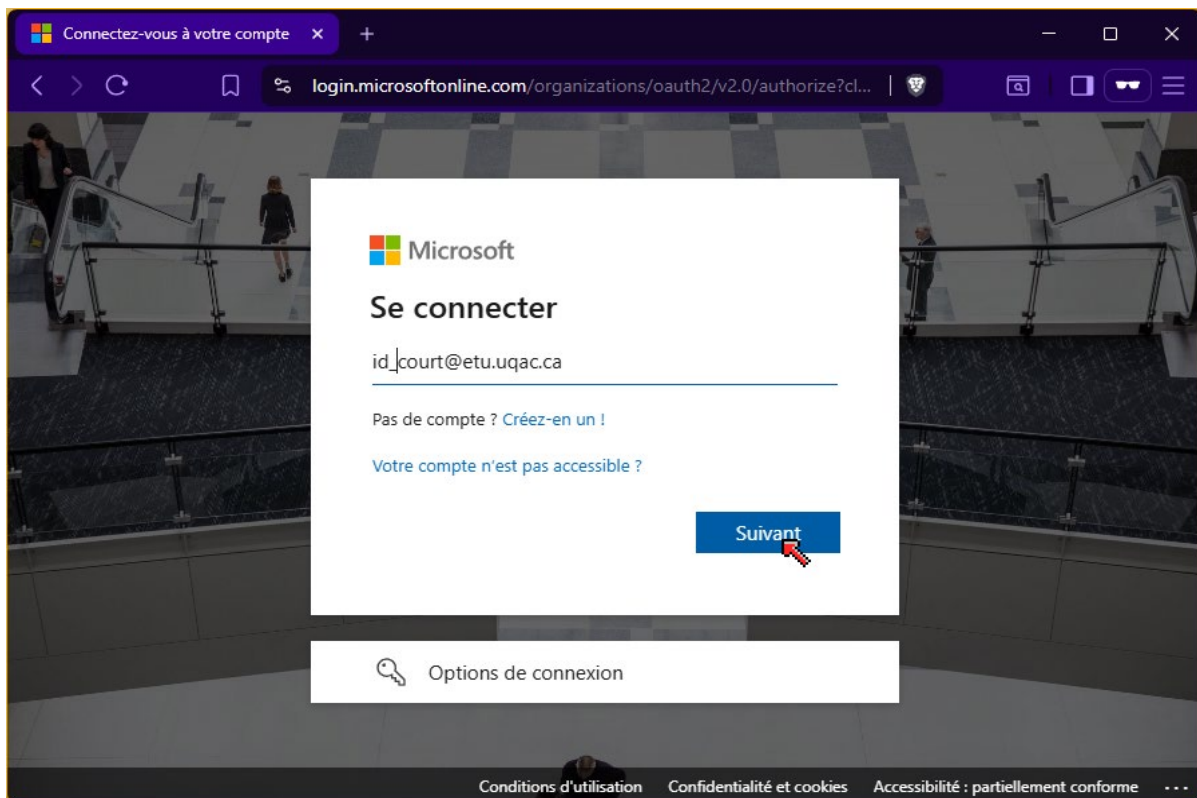 Connectez-vous à votre compte
login.microsoftonline.com/organizations/oauth2/v2.0/authorize?cl...
Microsoft
Se connecter
id_court@etu.uqac.ca
Pas de compte ? Créez-en un !
Votre compte n'est pas accessible ?
Suivant
Options de connexion
Conditions d'utilisation Confidentialité et cookies Accessibilité : partiellement conforme ...